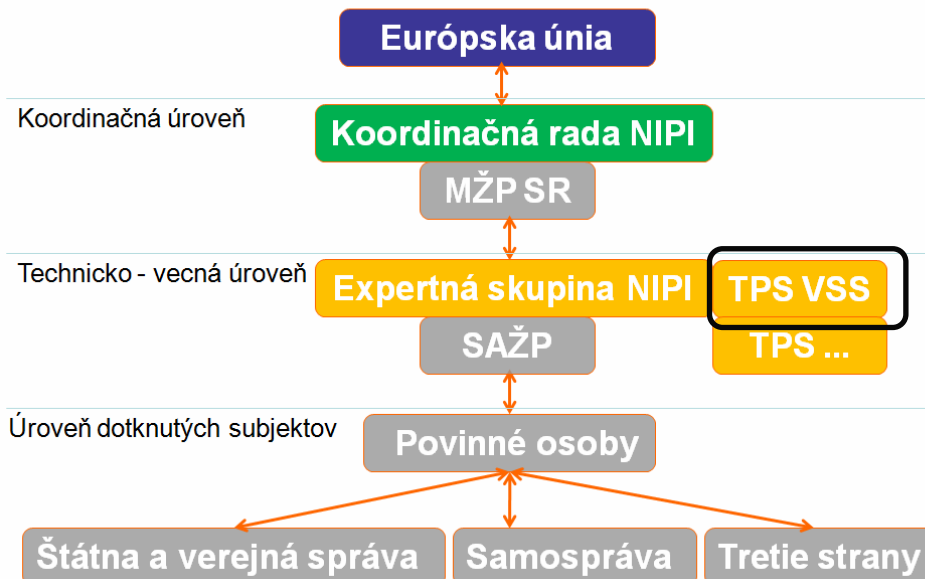 Európska únia
Koordinačná úroveň
Koordinačná rada NIPI
MŽP SR
Technicko - vecná úroveň
Expertná skupina NIPI
TPS VSS
SAŽP
TPS ...
Úroveň dotknutých subjektov
Povinné osoby
Štátna a verejná správa
Samospráva
Tretie strany